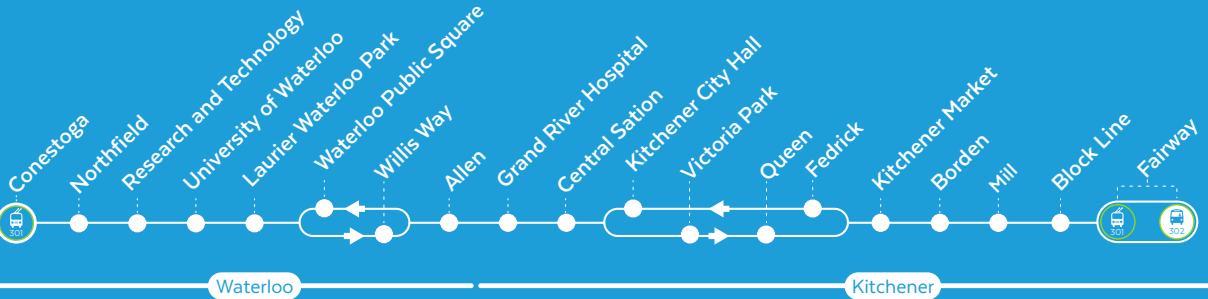 Conestoga
Northfield
Research and Technology
University of Waterloo
Laurier Waterloo Park
Waterloo Public Square
Willis Way
Allen
Grand River Hospital
Central Sation
Kitchener City Hall
Victoria Park
Queen
Fedrick
Kitchener Market
Borden
Mill
Block Line
Fairway
301
301
302
Waterloo
Kitchener